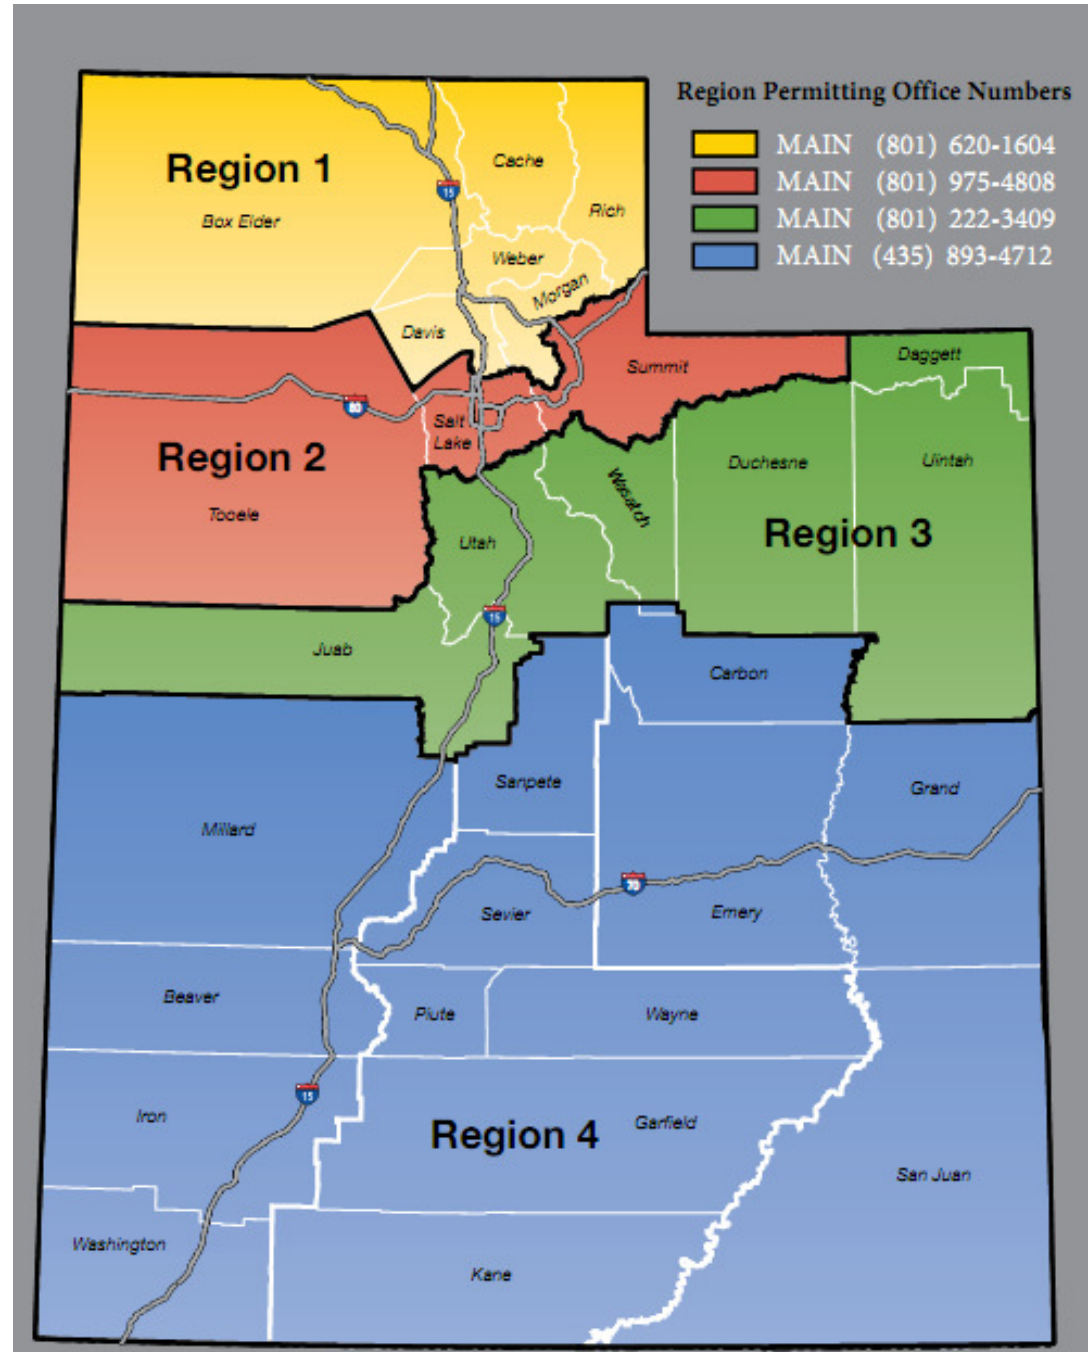 Region Permitting Office Numbers
MAIN (801) 620-1604
MAIN (801) 975-4808
MAIN (801) 222-3409
MAIN (435) 893-4712
Region 1
Box Elder
Cache
Rich
15
Weber
Morgan
Davis
Summit
Daggett
80
Salt
Lake
Region 2
Tooele
Duchesne
Uintah
Wasatch
Region 3
Utah
15
Juab
Carbon
Sanpete
Grand
Millard
70
Sevier
Emery
Beaver
Piute
Wayne
15
Iron
Region 4
Garfield
San Juan
Washington
Kane